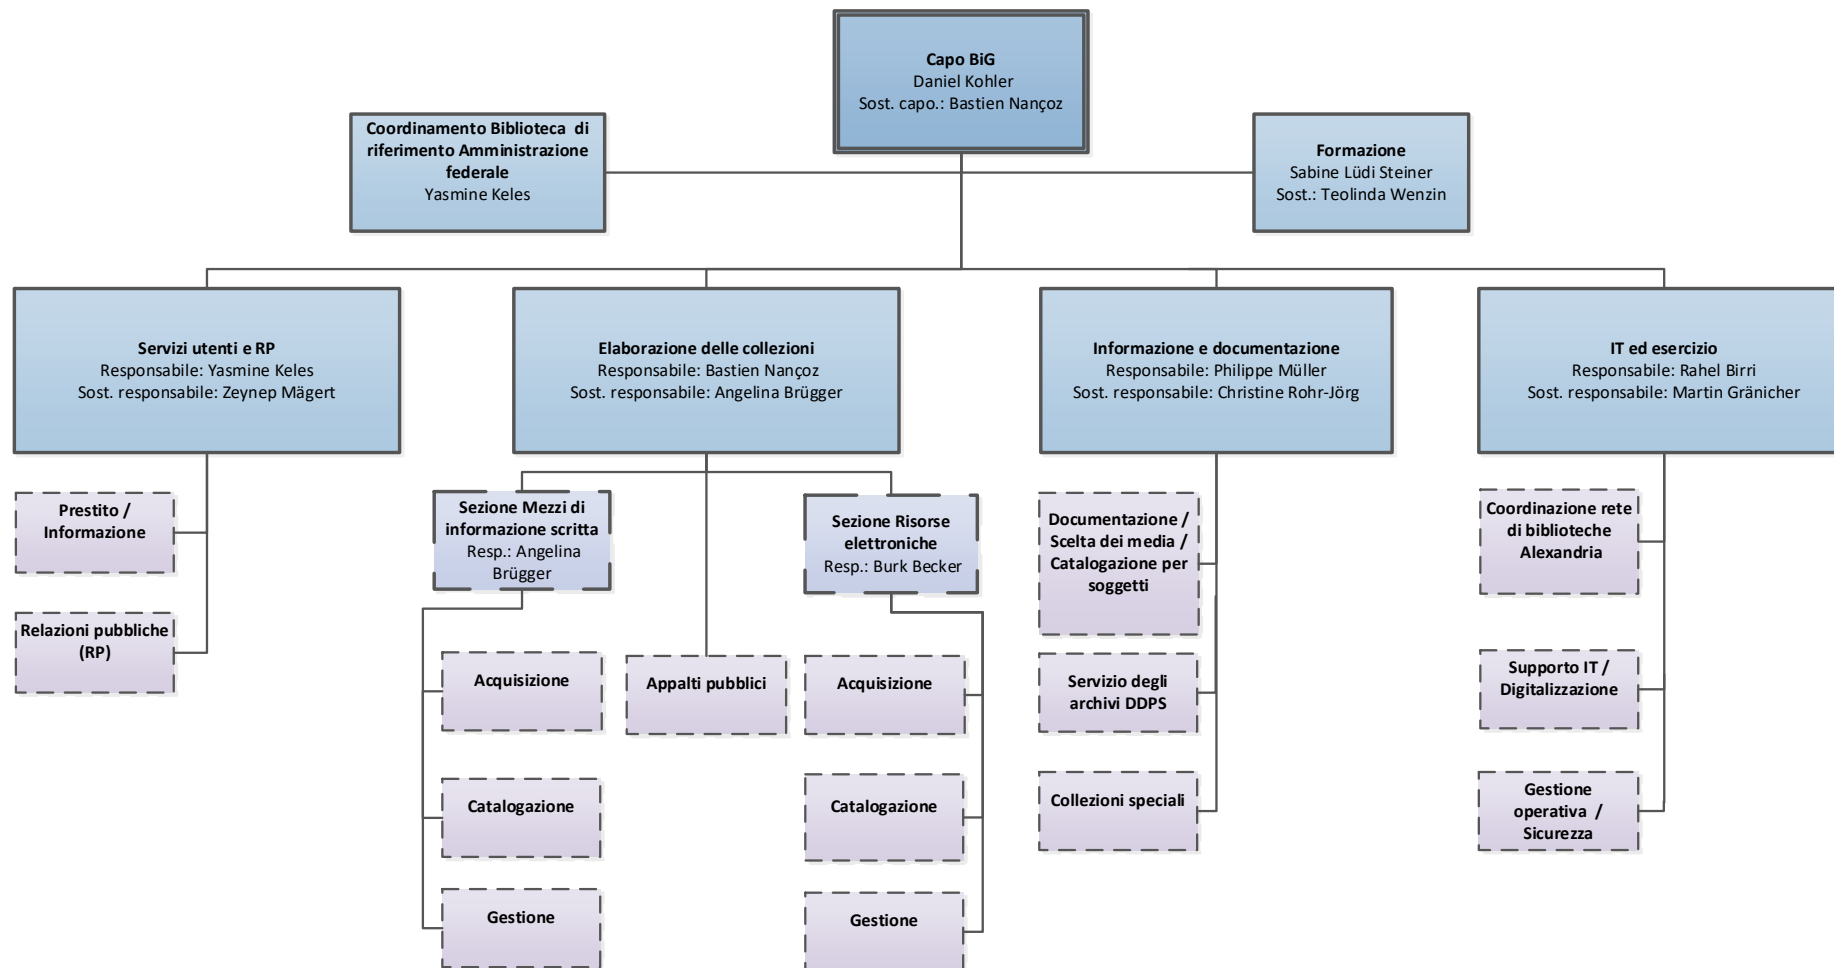 Capo BiG
Daniel Kohler
Sost. capo.: Bastien Nançoz
Coordinamento Biblioteca di
riferimento Amministrazione
federale
Yasmine Keles
Formazione
Sabine Lüdi Steiner
Sost.: Teolinda Wenzin
Servizi utenti e RP
Responsabile: Yasmine Keles
Sost. responsabile: Zeynep Mägert
Elaborazione delle collezioni
Responsabile: Bastien Nançoz
Sost. responsabile: Angelina Brügger
Informazione e documentazione
Responsabile: Philippe Müller
Sost. responsabile: Christine Rohr-Jörg
IT ed esercizio
Responsabile: Rahel Birri
Sost. responsabile: Martin Gränicher
Prestito /
Informazione
Relazioni pubbliche
(RP)
Sezione Mezzi di
informazione scritta
Resp.: Angelina
Brügger
Acquisizione
Catalogazione
Gestione
Appalti pubblici
Sezione Risorse
elettroniche
Resp.: Burk Becker
Acquisizione
Catalogazione
Gestione
Documentazione /
Scelta dei media /
Catalogazione per
soggetti
Servizio degli
archivi DDPS
Collezioni speciali
Coordinazione rete
di biblioteche
Alexandria
Supporto IT /
Digitalizzazione
Gestione
operativa /
Sicurezza